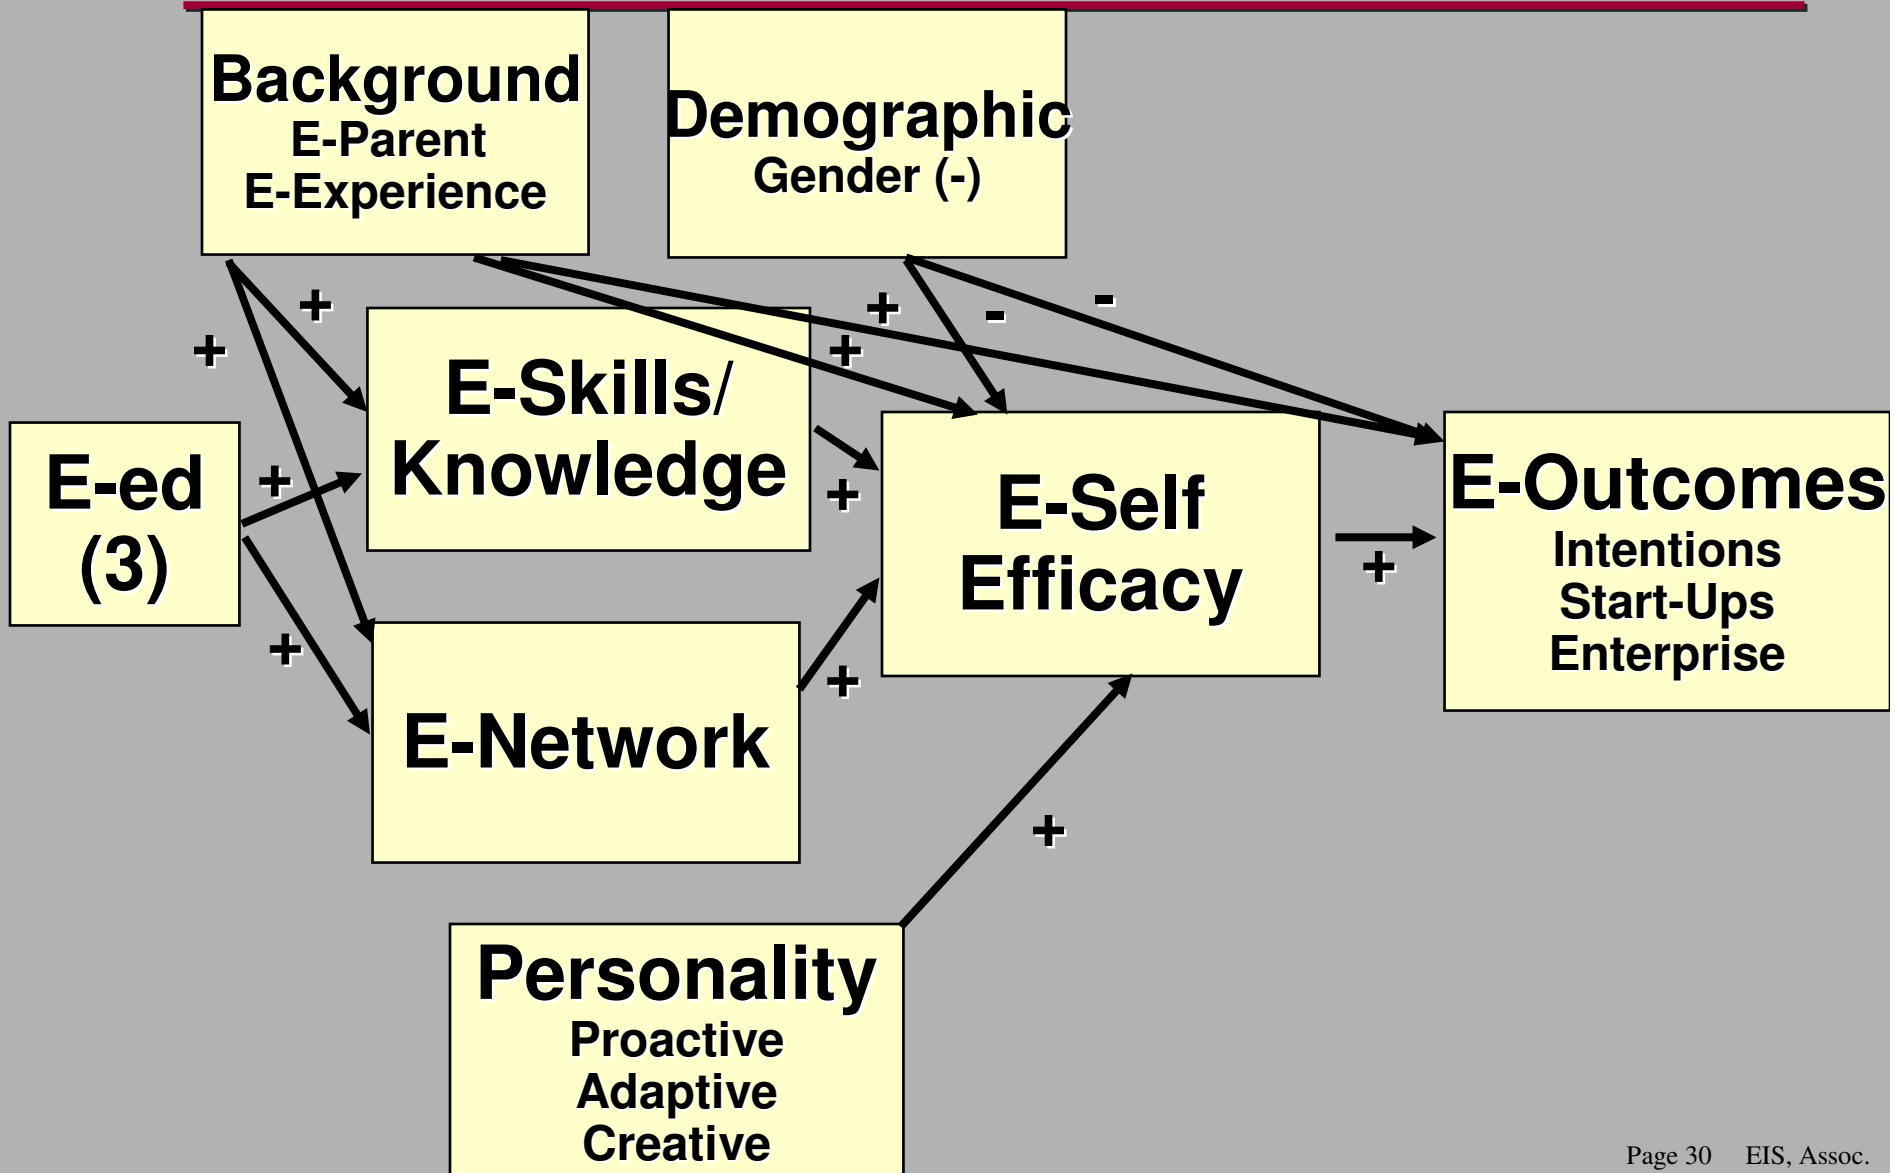 Background
E-Parent
E-Experience
Demographic
Gender (-)
+
+
+
-
-
+
E-Skills/
Knowledge
E-ed
(3)
+
+
E-Self
Efficacy
E-Outcomes
Intentions
Start-Ups
Enterprise
+
+
E-Network
+
+
Personality
Proactive
Adaptive
Creative
Page 30 EIS, Assoc.